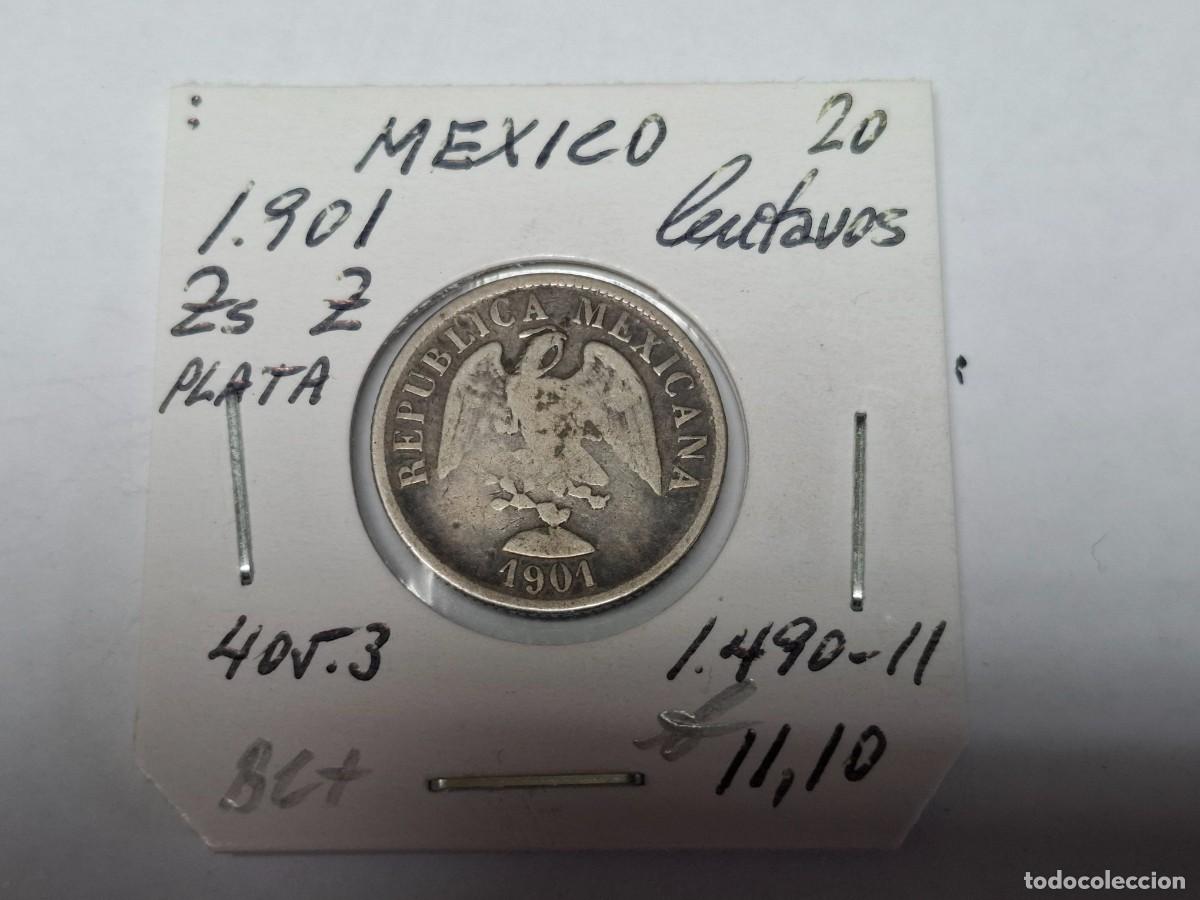 MEXICO 20
1.901 Centavos
Zs Z
PLATA
REPUBLICA MEXICANA
1901
405.3 1.490-11
BC+ 11,10
todocoleccion